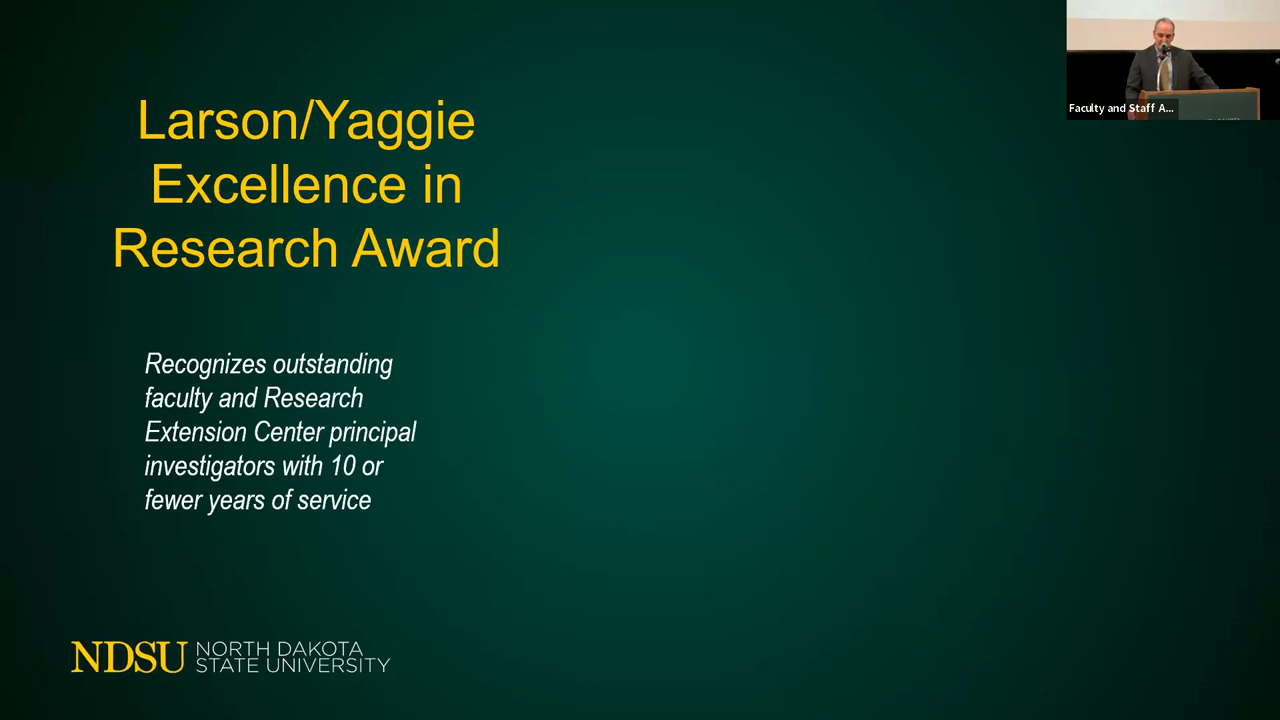 Larson/Yaggie
Excellence in
Research Award
Recognizes outstanding
faculty and Research
Extension Center principal
investigators with 10 or
fewer years of service
NDSU NORTH DAKOTA
STATE UNIVERSITY
Faculty and Staff A...